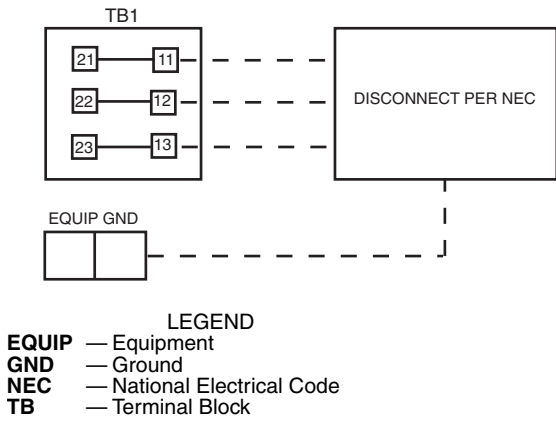 TB1
21 11
22 12
23 13
DISCONNECT PER NEC
EQUIP GND
LEGEND
EQUIP — Equipment
GND — Ground
NEC — National Electrical Code
TB — Terminal Block